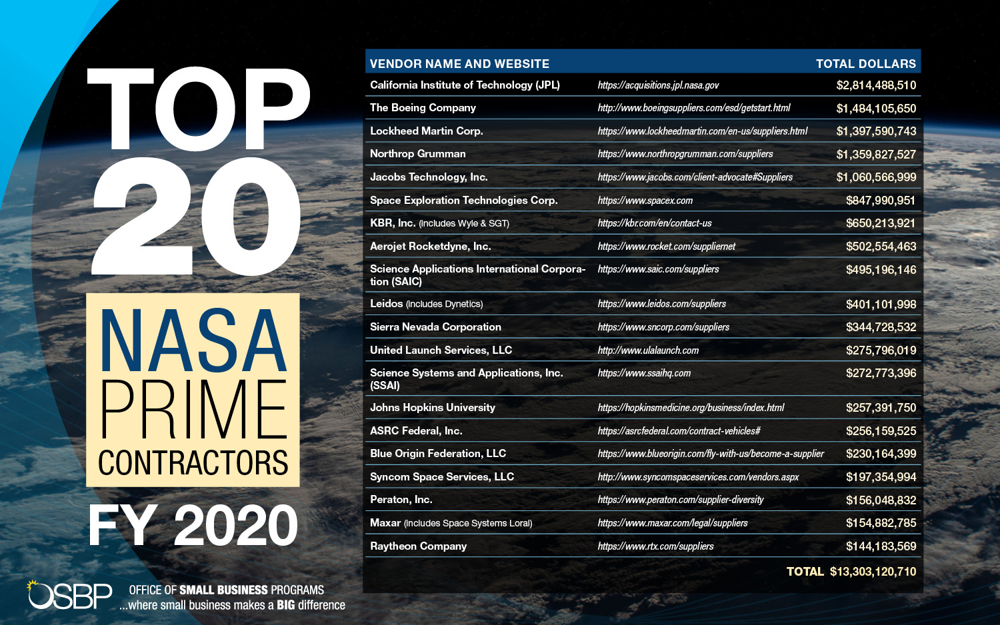 TOP
20
NASA
PRIME
CONTRACTORS
FY 2020
OSBP OFFICE OF SMALL BUSINESS PROGRAMS
...where small business makes a BIG difference
VENDOR NAME AND WEBSITE TOTAL DOLLARS
California Institute of Technology (JPL) https://acquisitions.jpl.nasa.gov $2,814,488,510
The Boeing Company http://www.boeingsuppliers.com/esd/getstart.html $1,484,105,650
Lockheed Martin Corp. https://www.lockheedmartin.com/en-us/suppliers.html $1,397,590,743
Northrop Grumman https://www.northropgrumman.com/suppliers $1,359,827,527
Jacobs Technology, Inc. https://www.jacobs.com/client-advocate#Suppliers $1,060,566,999
Space Exploration Technologies Corp. https://www.spacex.com $847,990,951
KBR, Inc. (includes Wyle & SGT) https://kbr.com/en/contact-us $650,213,921
Aerojet Rocketdyne, Inc. https://www.rocket.com/suppliernet $502,554,463
Science Applications International Corpora- https://www.saic.com/suppliers $495,196,146
tion (SAIC)
Leidos (includes Dynetics) https://www.leidos.com/suppliers $401,101,998
Sierra Nevada Corporation https://www.sncorp.com/suppliers $344,728,532
United Launch Services, LLC http://www.ulalaunch.com $275,796,019
Science Systems and Applications, Inc. https://www.ssaihq.com $272,773,396
(SSAI)
Johns Hopkins University https://hopkinsmedicine.org/business/index.html $257,391,750
ASRC Federal, Inc. https://asrcfederal.com/contract-vehicles# $256,159,525
Blue Origin Federation, LLC https://www.blueorigin.com/fly-with-us/become-a-supplier $230,164,399
Syncom Space Services, LLC http://www.syncomspaceservices.com/vendors.aspx $197,354,994
Peraton, Inc. https://www.peraton.com/supplier-diversity $156,048,832
Maxar (includes Space Systems Loral) https://www.maxar.com/legal/suppliers $154,882,785
Raytheon Company https://www.rtx.com/suppliers $144,183,569
TOTAL $13,303,120,710